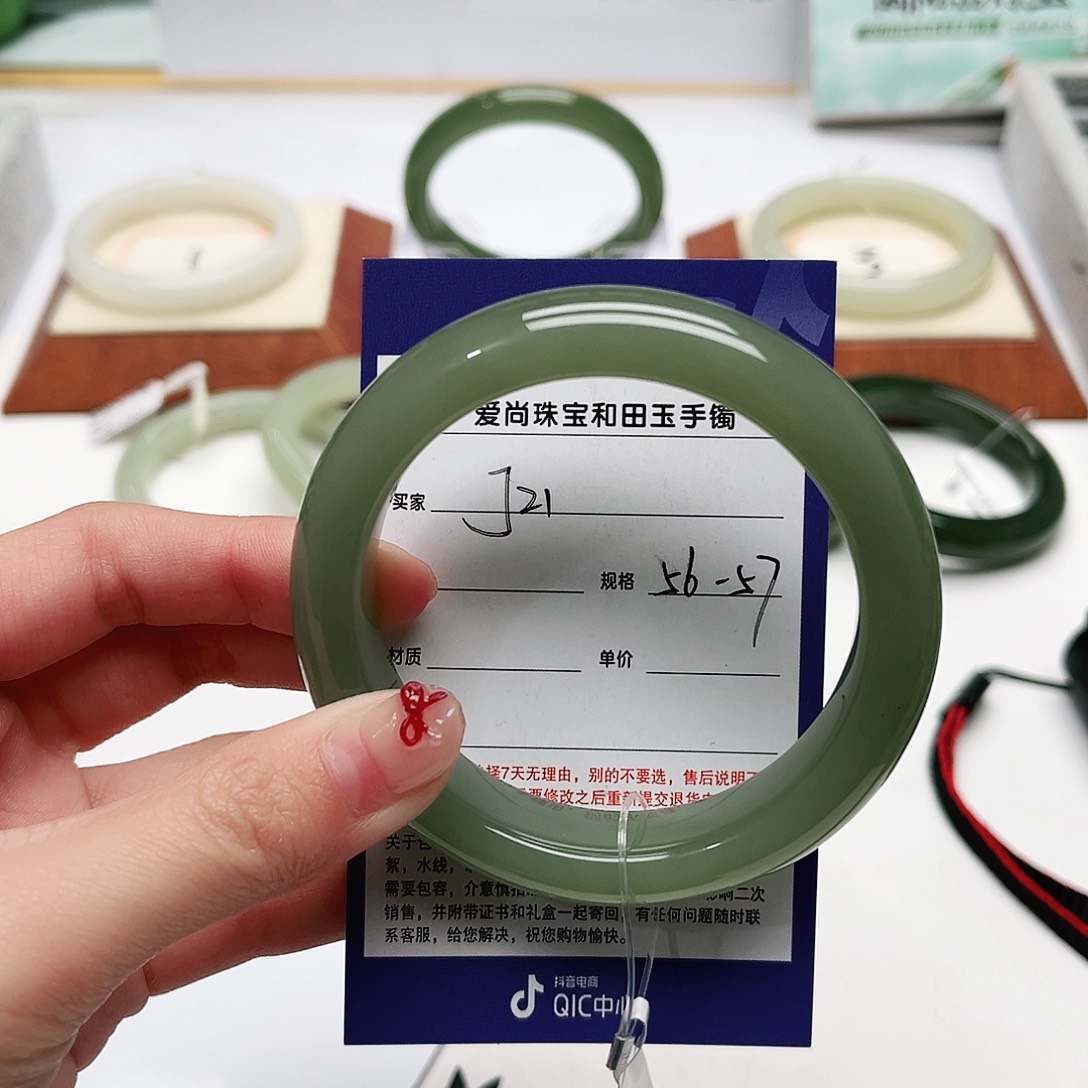 爱尚珠宝和田玉手镯
买家 J21
规格 56-57
材质
单价
择7天无理由，别的不要选，售后说明
要修改之后重新提交退货
关于
絮，水线，
需要包容，介意慎拍 影响二次
销售，并附带证书和礼盒一起寄回，有任何问题随时联
系客服，给您解决，祝您购物愉快。
抖音电商
QIC中心